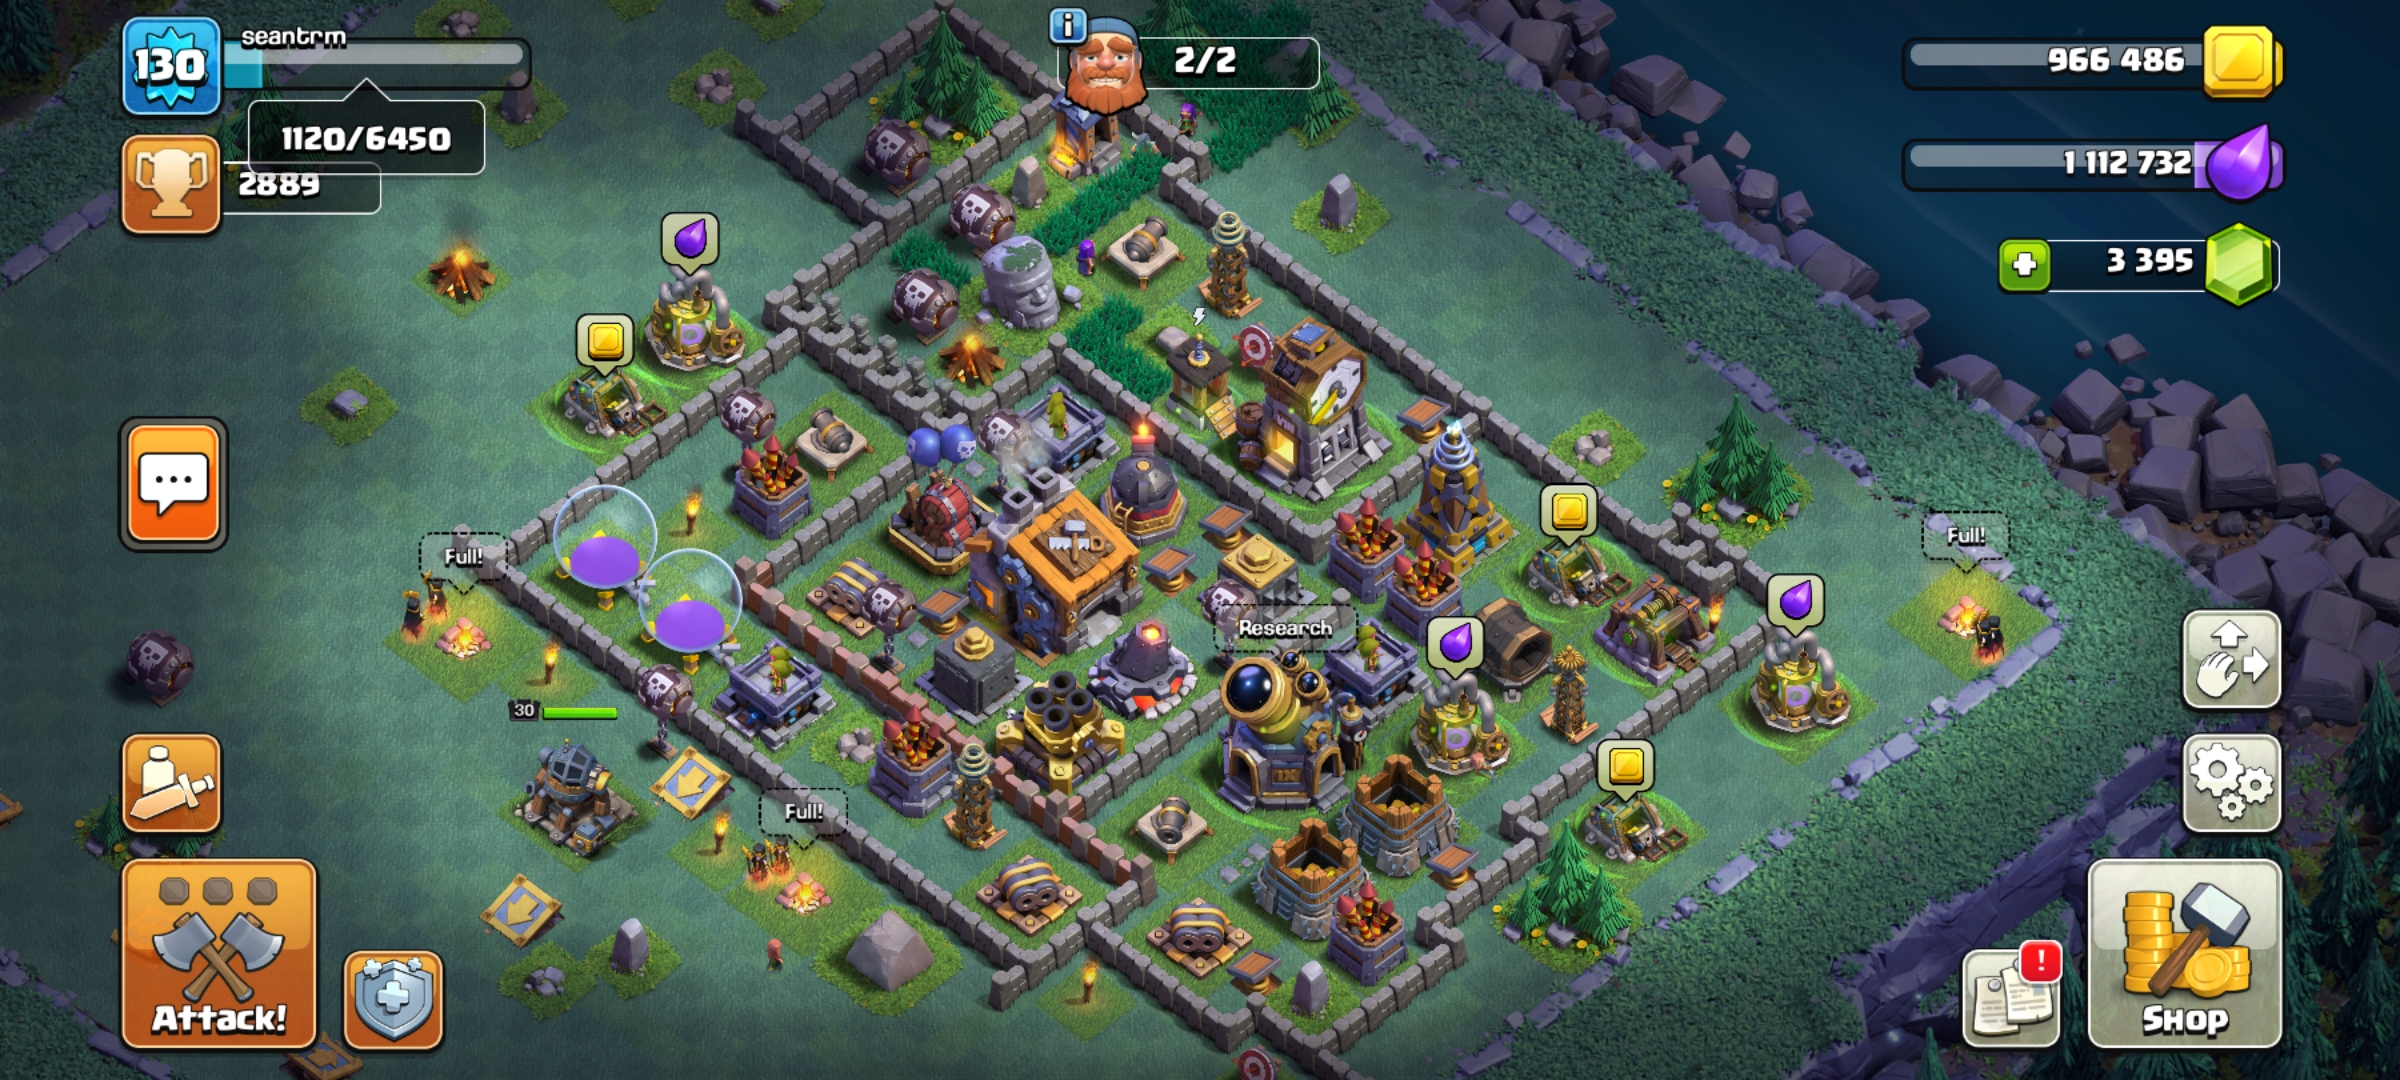 130
seantrm
1120/6450
2889
i
2/2
966 486
1 112 732
3 395
Full!
Full!
Research
30
Full!
Attack!
!
Shop